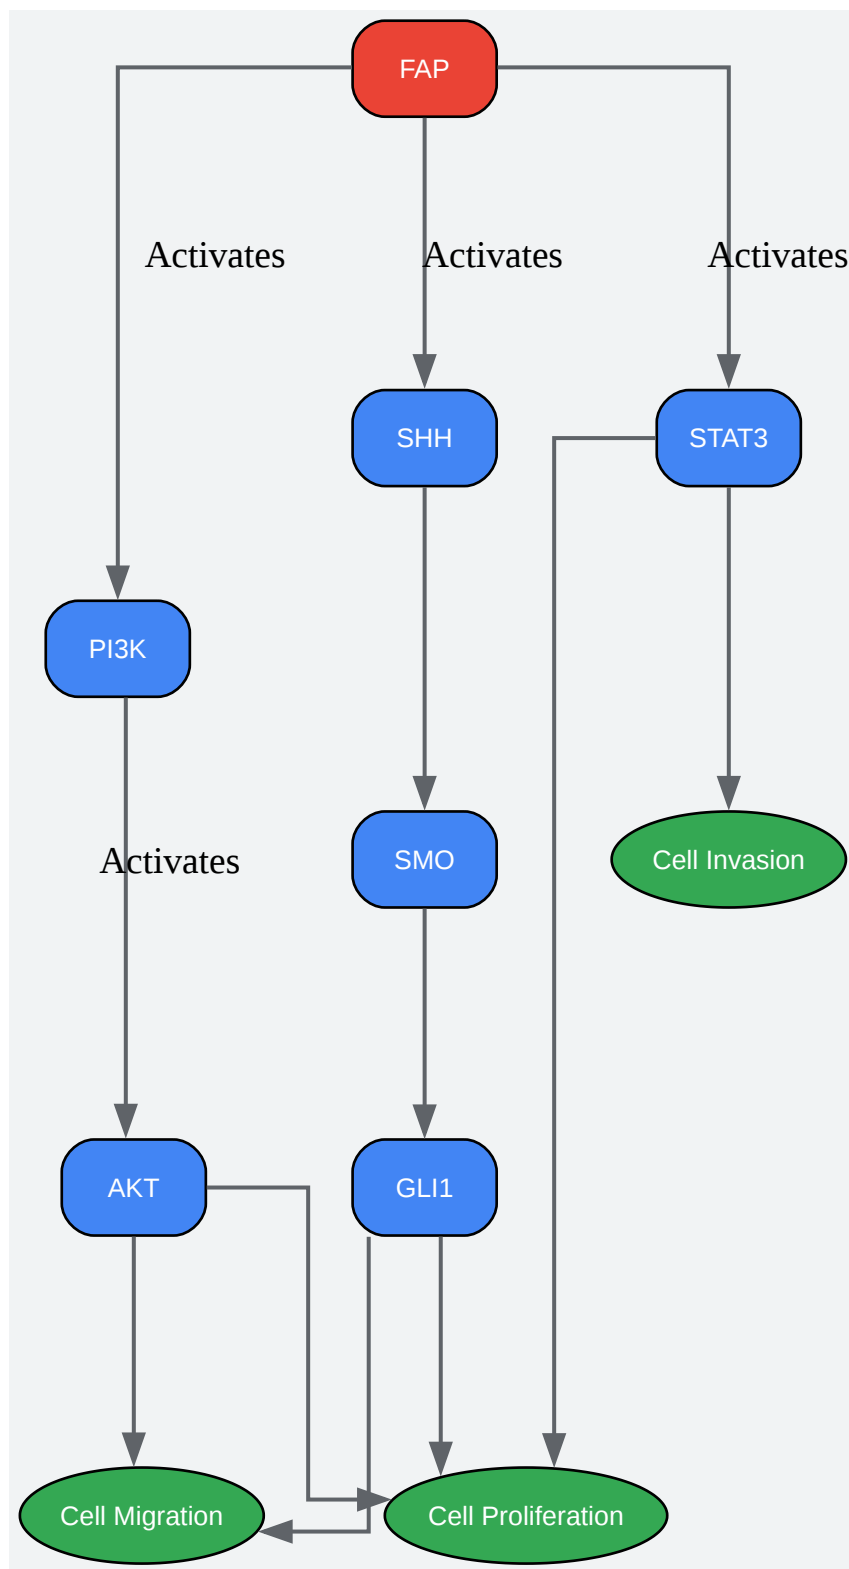 FAP
Activates
Activates
Activates
SHH
STAT3
PI3K
Activates
SMO
Cell Invasion
AKT
GLI1
Cell Migration
Cell Proliferation